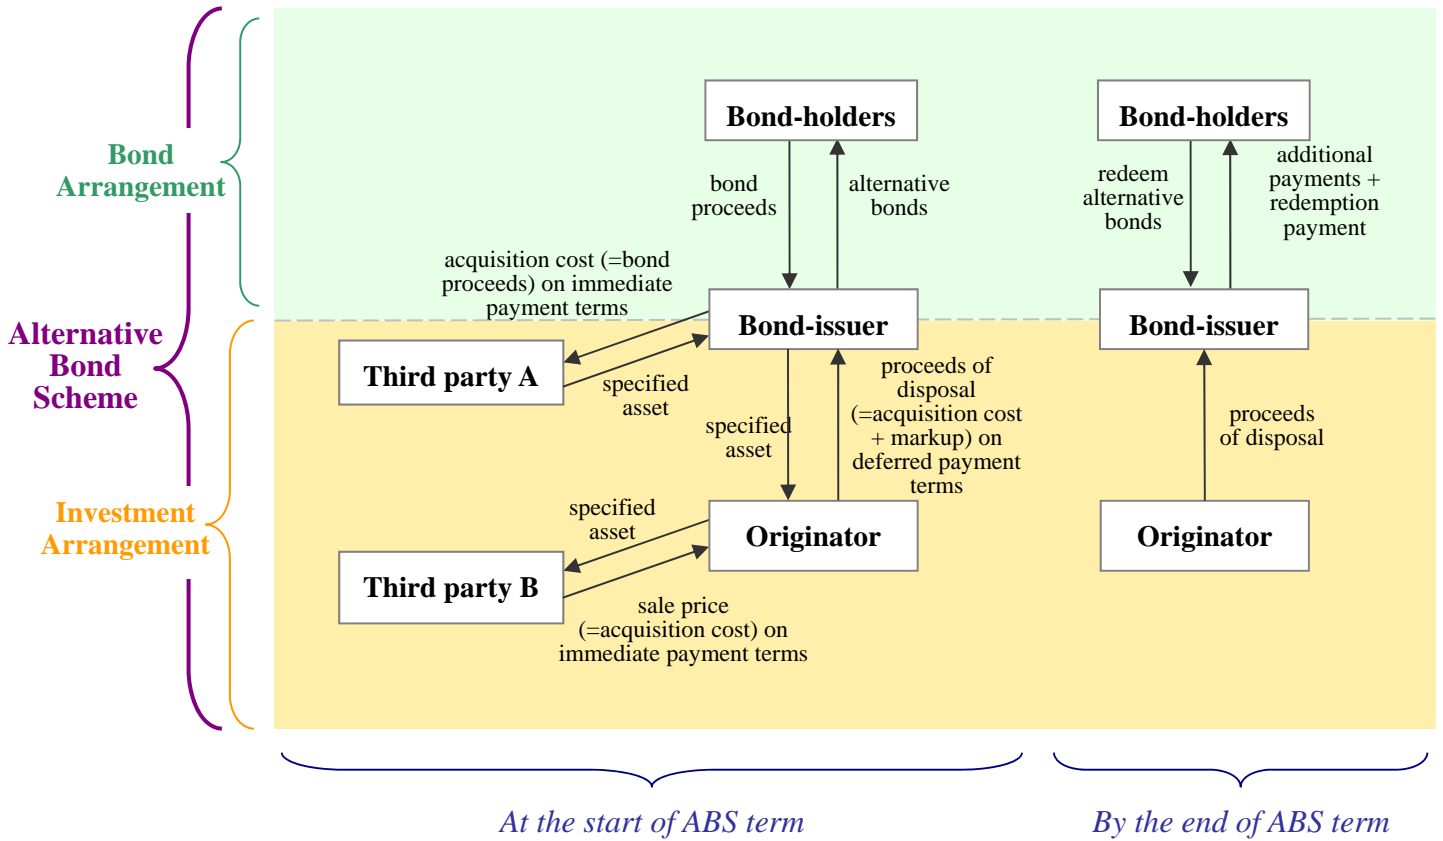 Bond
Arrangement
Alternative
Bond
Scheme
Investment
Arrangement
Bond-holders
bond
proceeds
alternative
bonds
acquisition cost (=bond
proceeds) on immediate
payment terms
Bond-issuer
Third party A
specified
asset
specified
asset
proceeds of
disposal
(=acquisition cost
+ markup) on
deferred payment
terms
specified
asset
Originator
Third party B
sale price
(=acquisition cost) on
immediate payment terms
Bond-holders
redeem
alternative
bonds
additional
payments +
redemption
payment
Bond-issuer
proceeds
of disposal
Originator
At the start of ABS term
By the end of ABS term